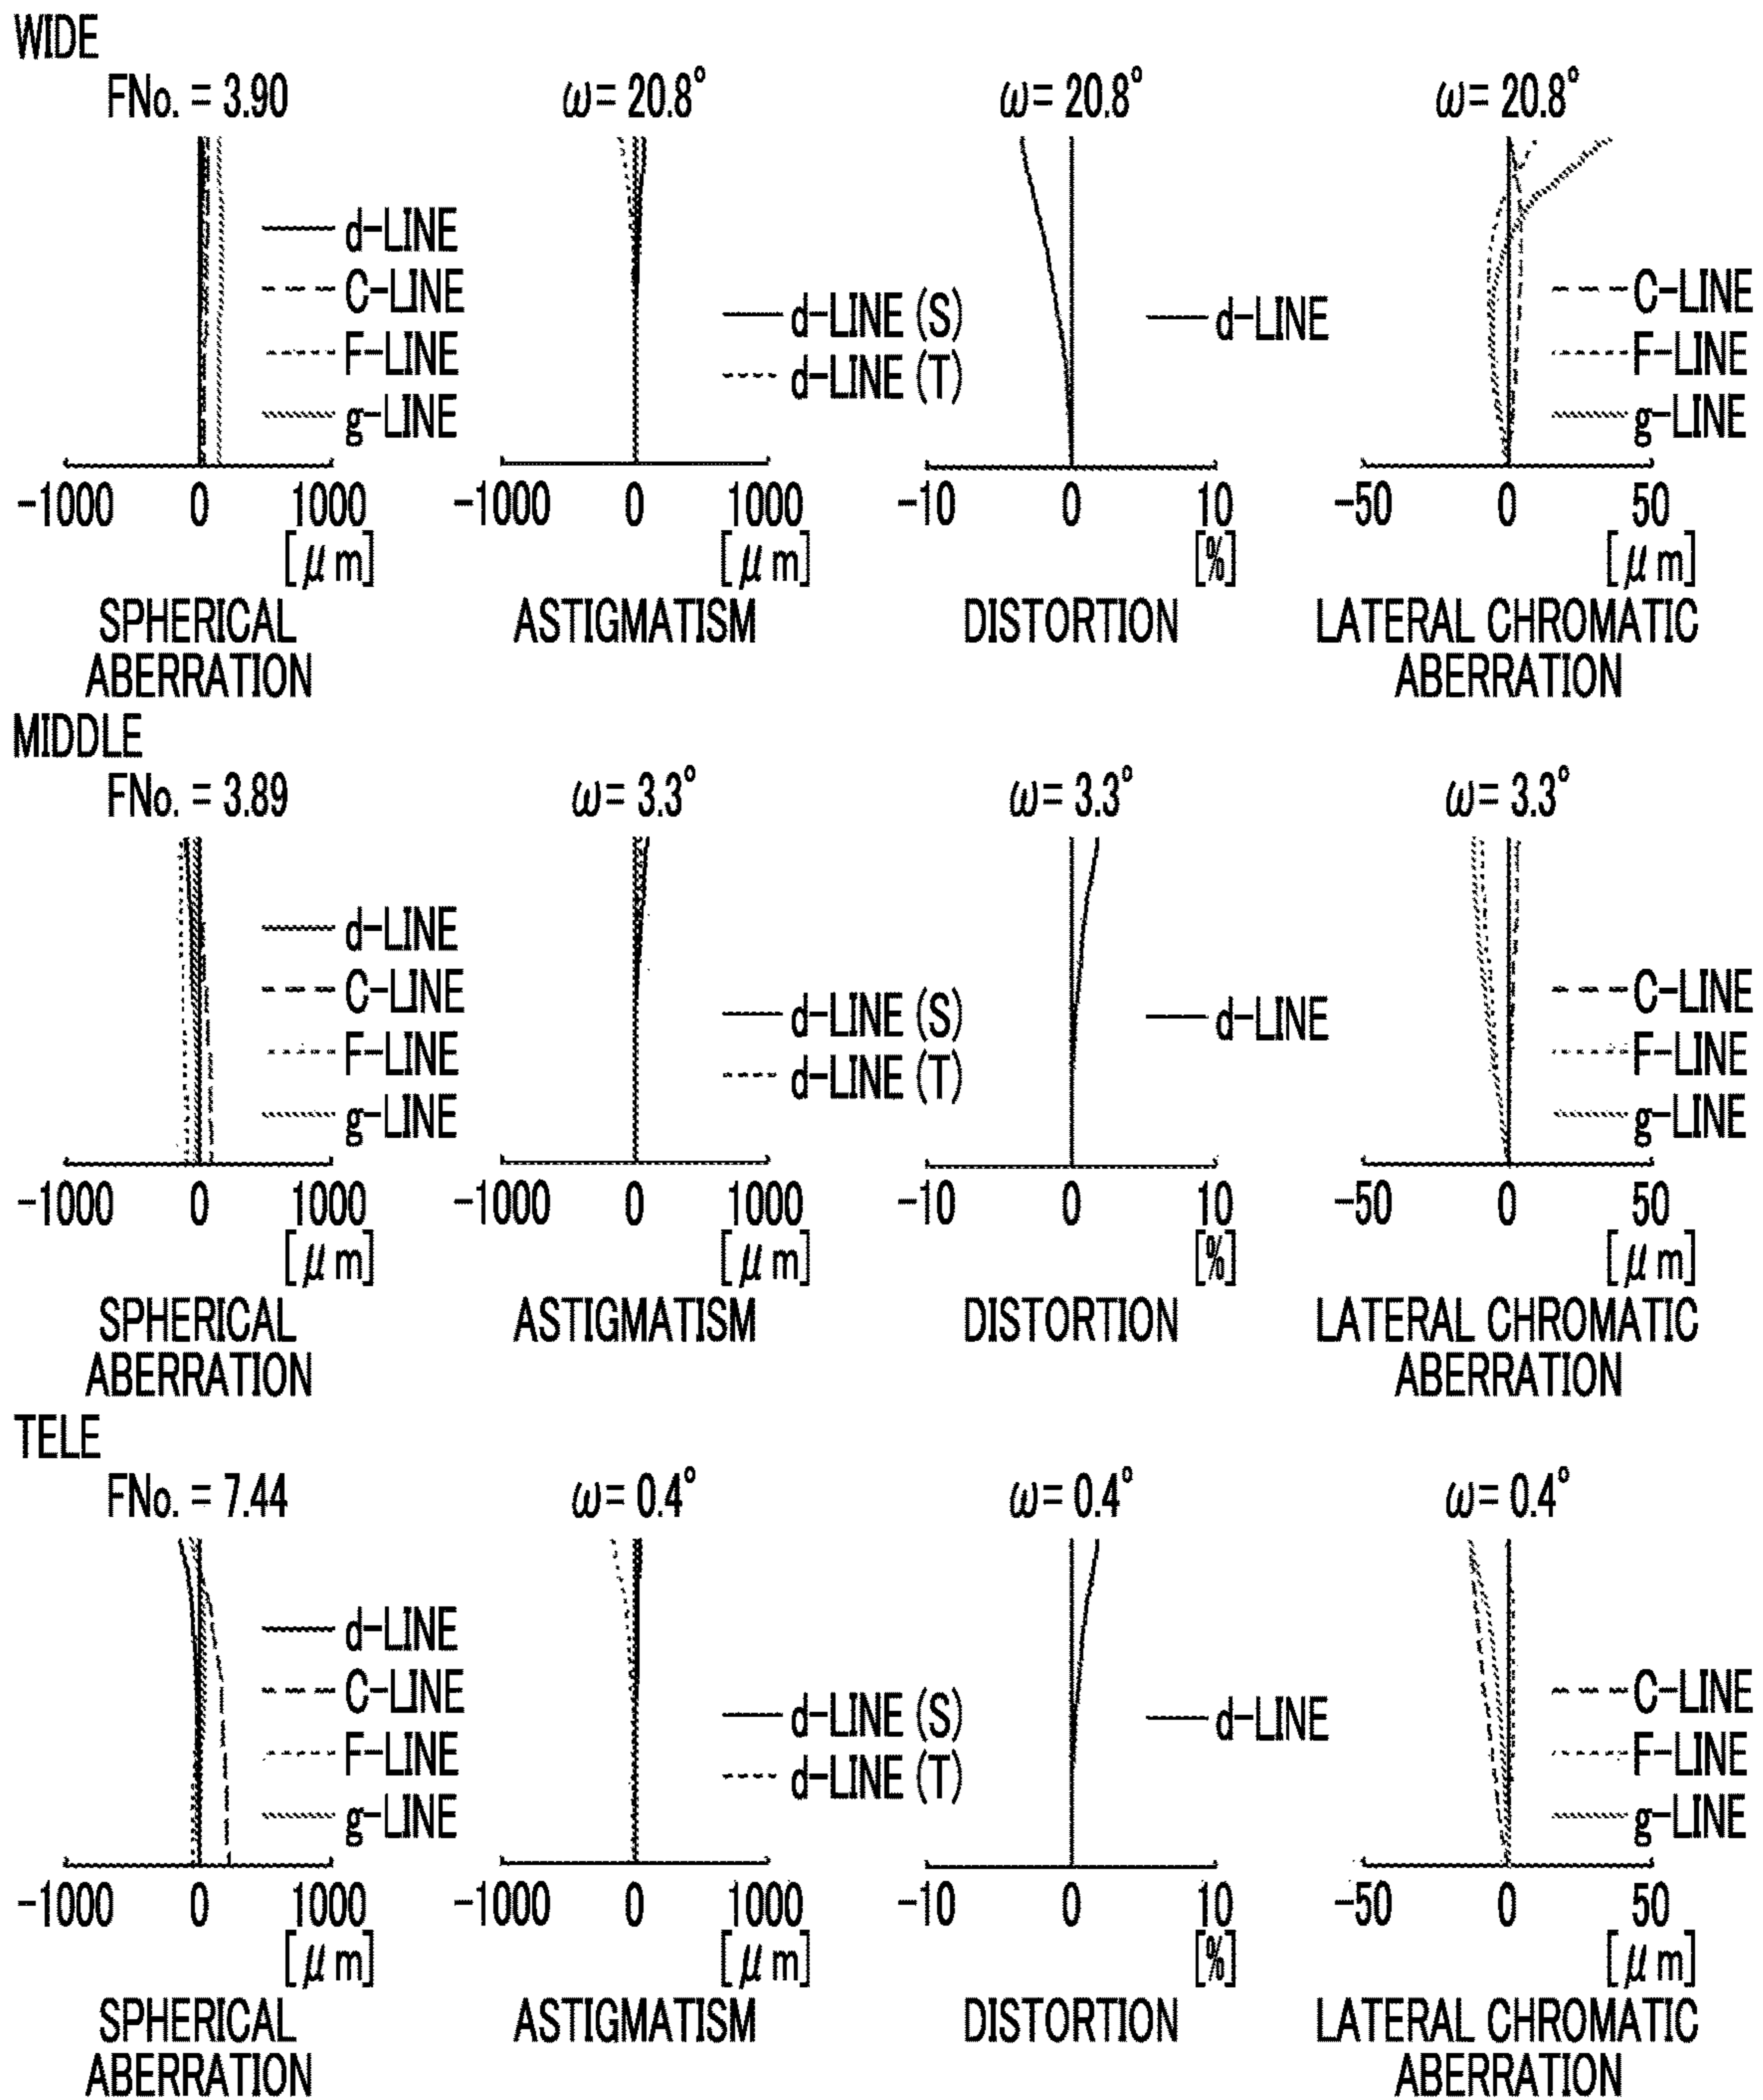 WIDE
FNo. = 3.90
ω= 20.8°
ω= 20.8°
ω= 20.8°
d-LINE
C-LINE
F-LINE
g-LINE
d-LINE (S)
d-LINE (T)
d-LINE
C-LINE
F-LINE
g-LINE
-1000 0 1000
[μm]
-1000 0 1000
[μm]
-10 0 10
[%]
-50 0 50
[μm]
SPHERICAL
ABERRATION
ASTIGMATISM
DISTORTION
LATERAL CHROMATIC
ABERRATION
MIDDLE
FNo. = 3.89
ω= 3.3°
ω= 3.3°
ω= 3.3°
d-LINE
C-LINE
F-LINE
g-LINE
d-LINE (S)
d-LINE (T)
d-LINE
C-LINE
F-LINE
g-LINE
-1000 0 1000
[μm]
-1000 0 1000
[μm]
-10 0 10
[%]
-50 0 50
[μm]
SPHERICAL
ABERRATION
ASTIGMATISM
DISTORTION
LATERAL CHROMATIC
ABERRATION
TELE
FNo. = 7.44
ω= 0.4°
ω= 0.4°
ω= 0.4°
d-LINE
C-LINE
F-LINE
g-LINE
d-LINE (S)
d-LINE (T)
d-LINE
C-LINE
F-LINE
g-LINE
-1000 0 1000
[μm]
-1000 0 1000
[μm]
-10 0 10
[%]
-50 0 50
[μm]
SPHERICAL
ABERRATION
ASTIGMATISM
DISTORTION
LATERAL CHROMATIC
ABERRATION